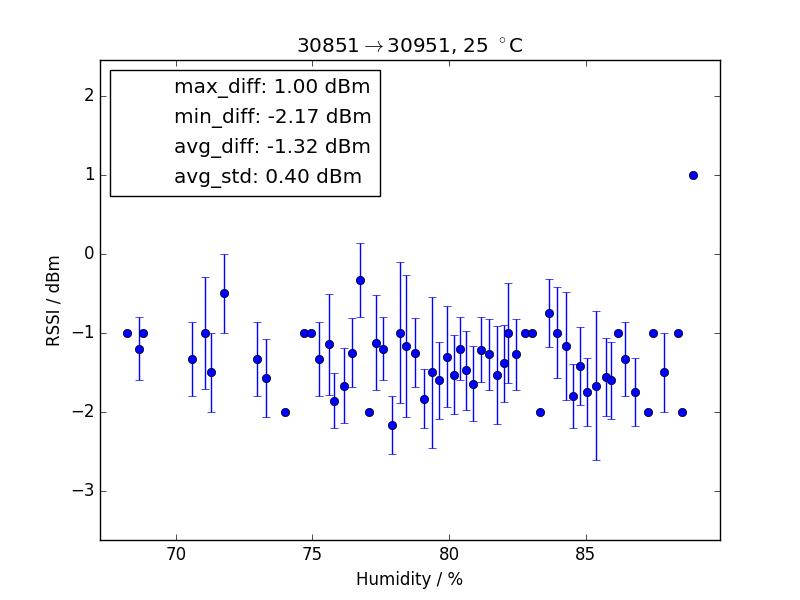 30851→30951, 25 °C
max_diff: 1.00 dBm
min_diff: -2.17 dBm
avg_diff: -1.32 dBm
avg_std: 0.40 dBm
2
1
0
−1
−2
−3
RSSI / dBm
70 75 80 85
Humidity / %